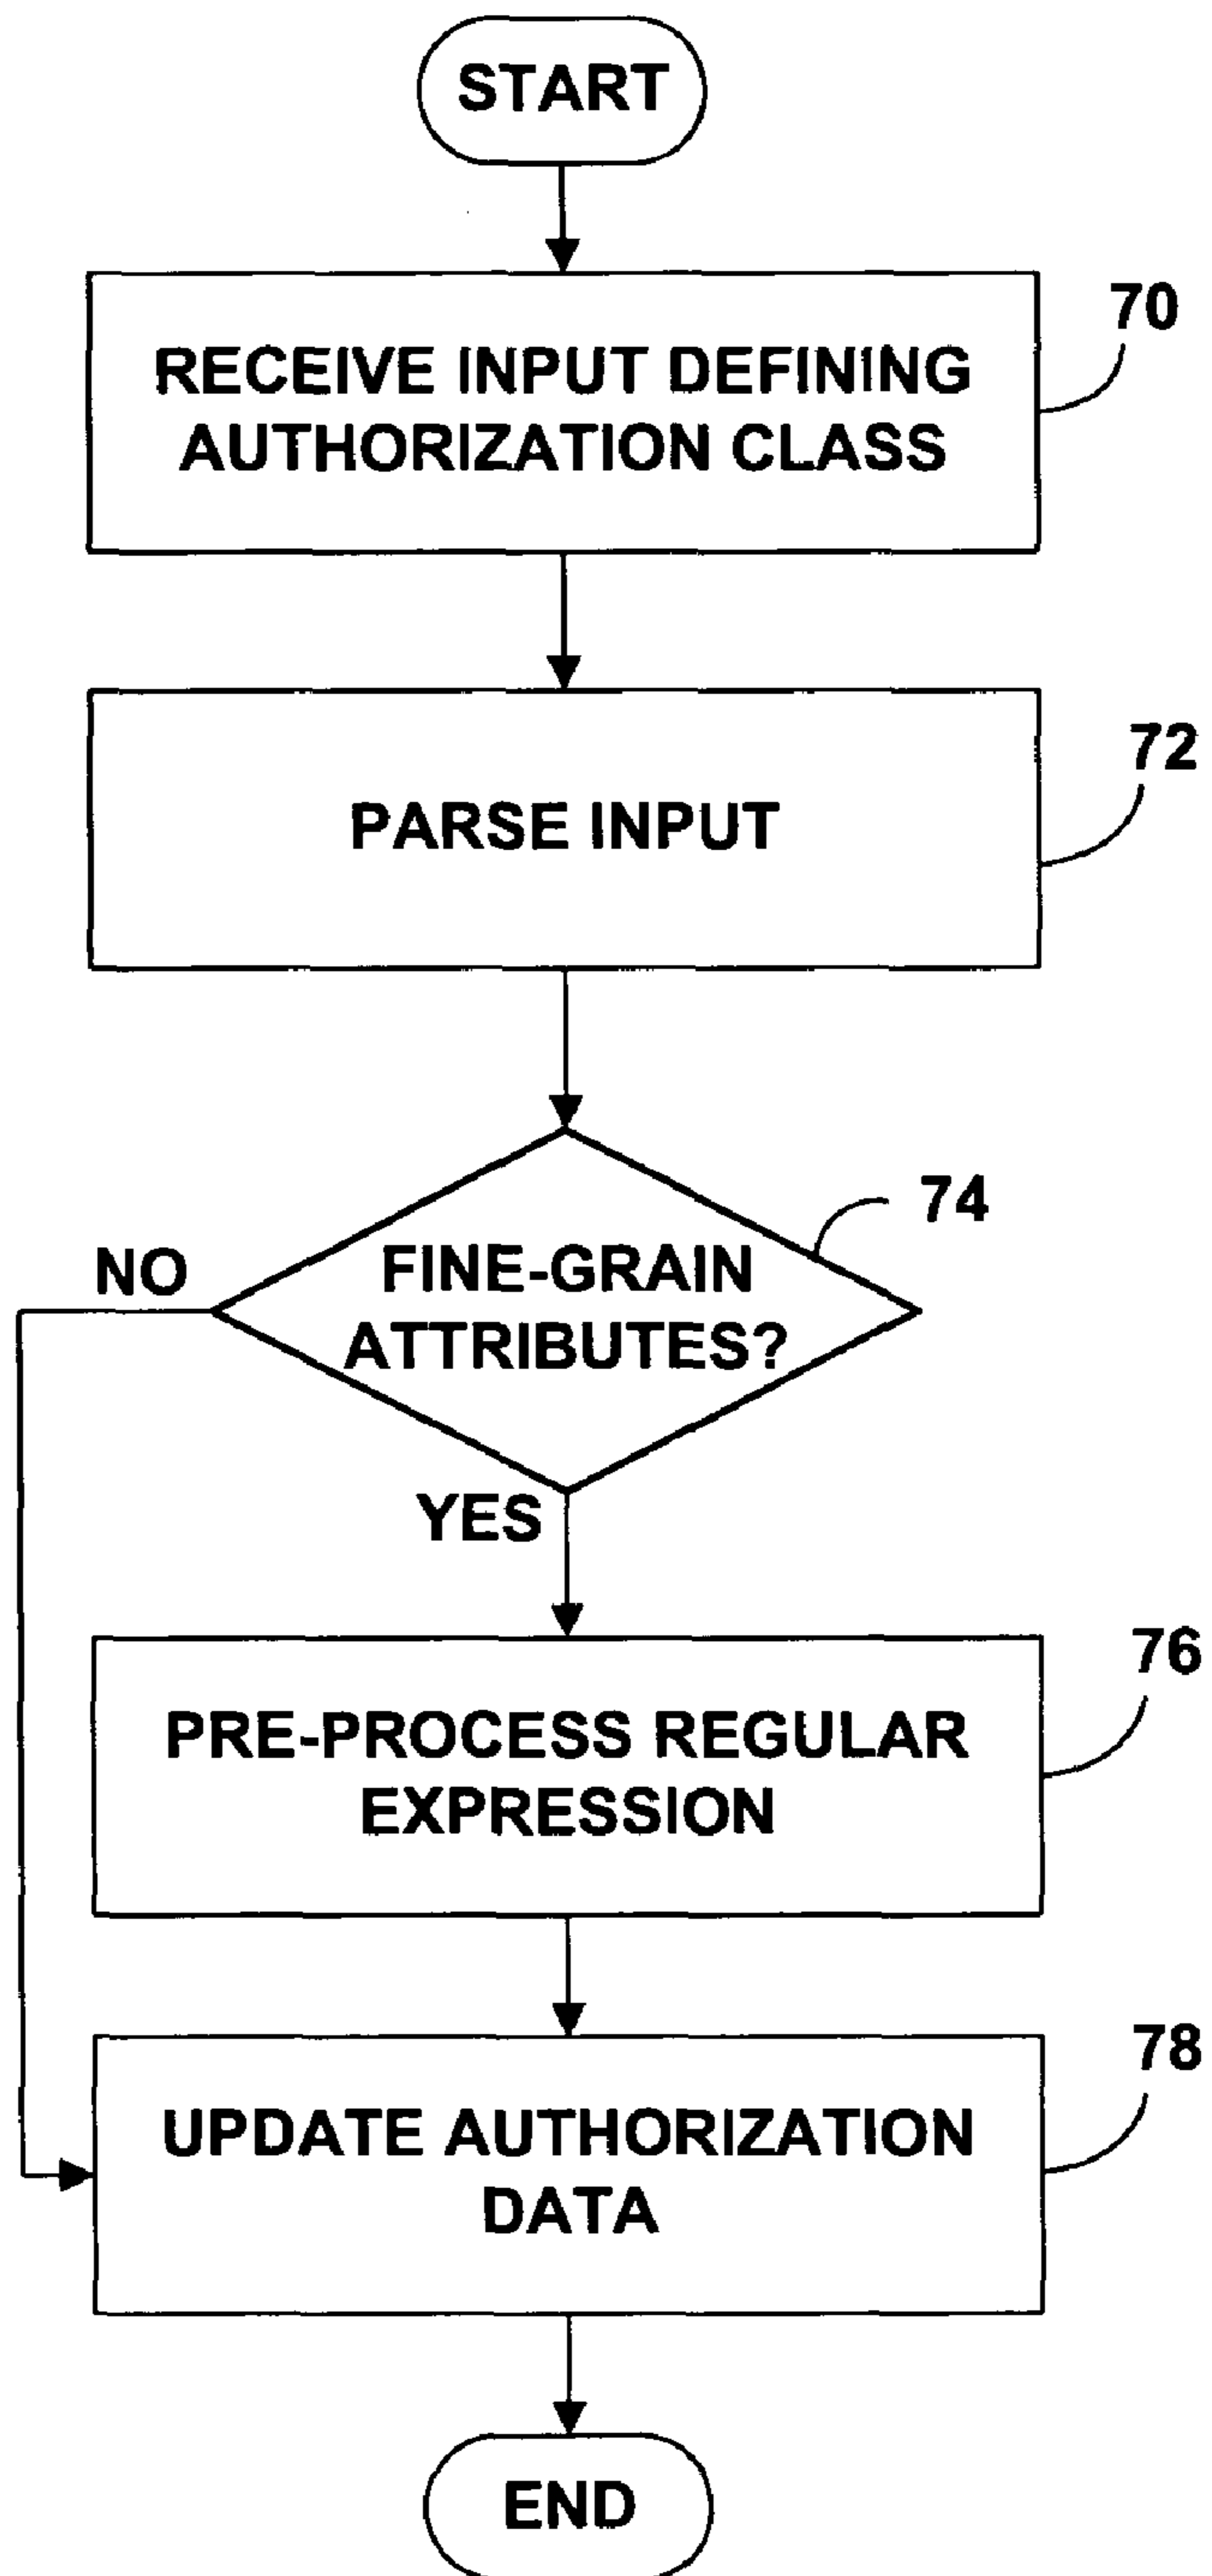 START
70
RECEIVE INPUT DEFINING
AUTHORIZATION CLASS
72
PARSE INPUT
74
NO
FINE-GRAIN
ATTRIBUTES?
YES
76
PRE-PROCESS REGULAR
EXPRESSION
78
UPDATE AUTHORIZATION
DATA
END